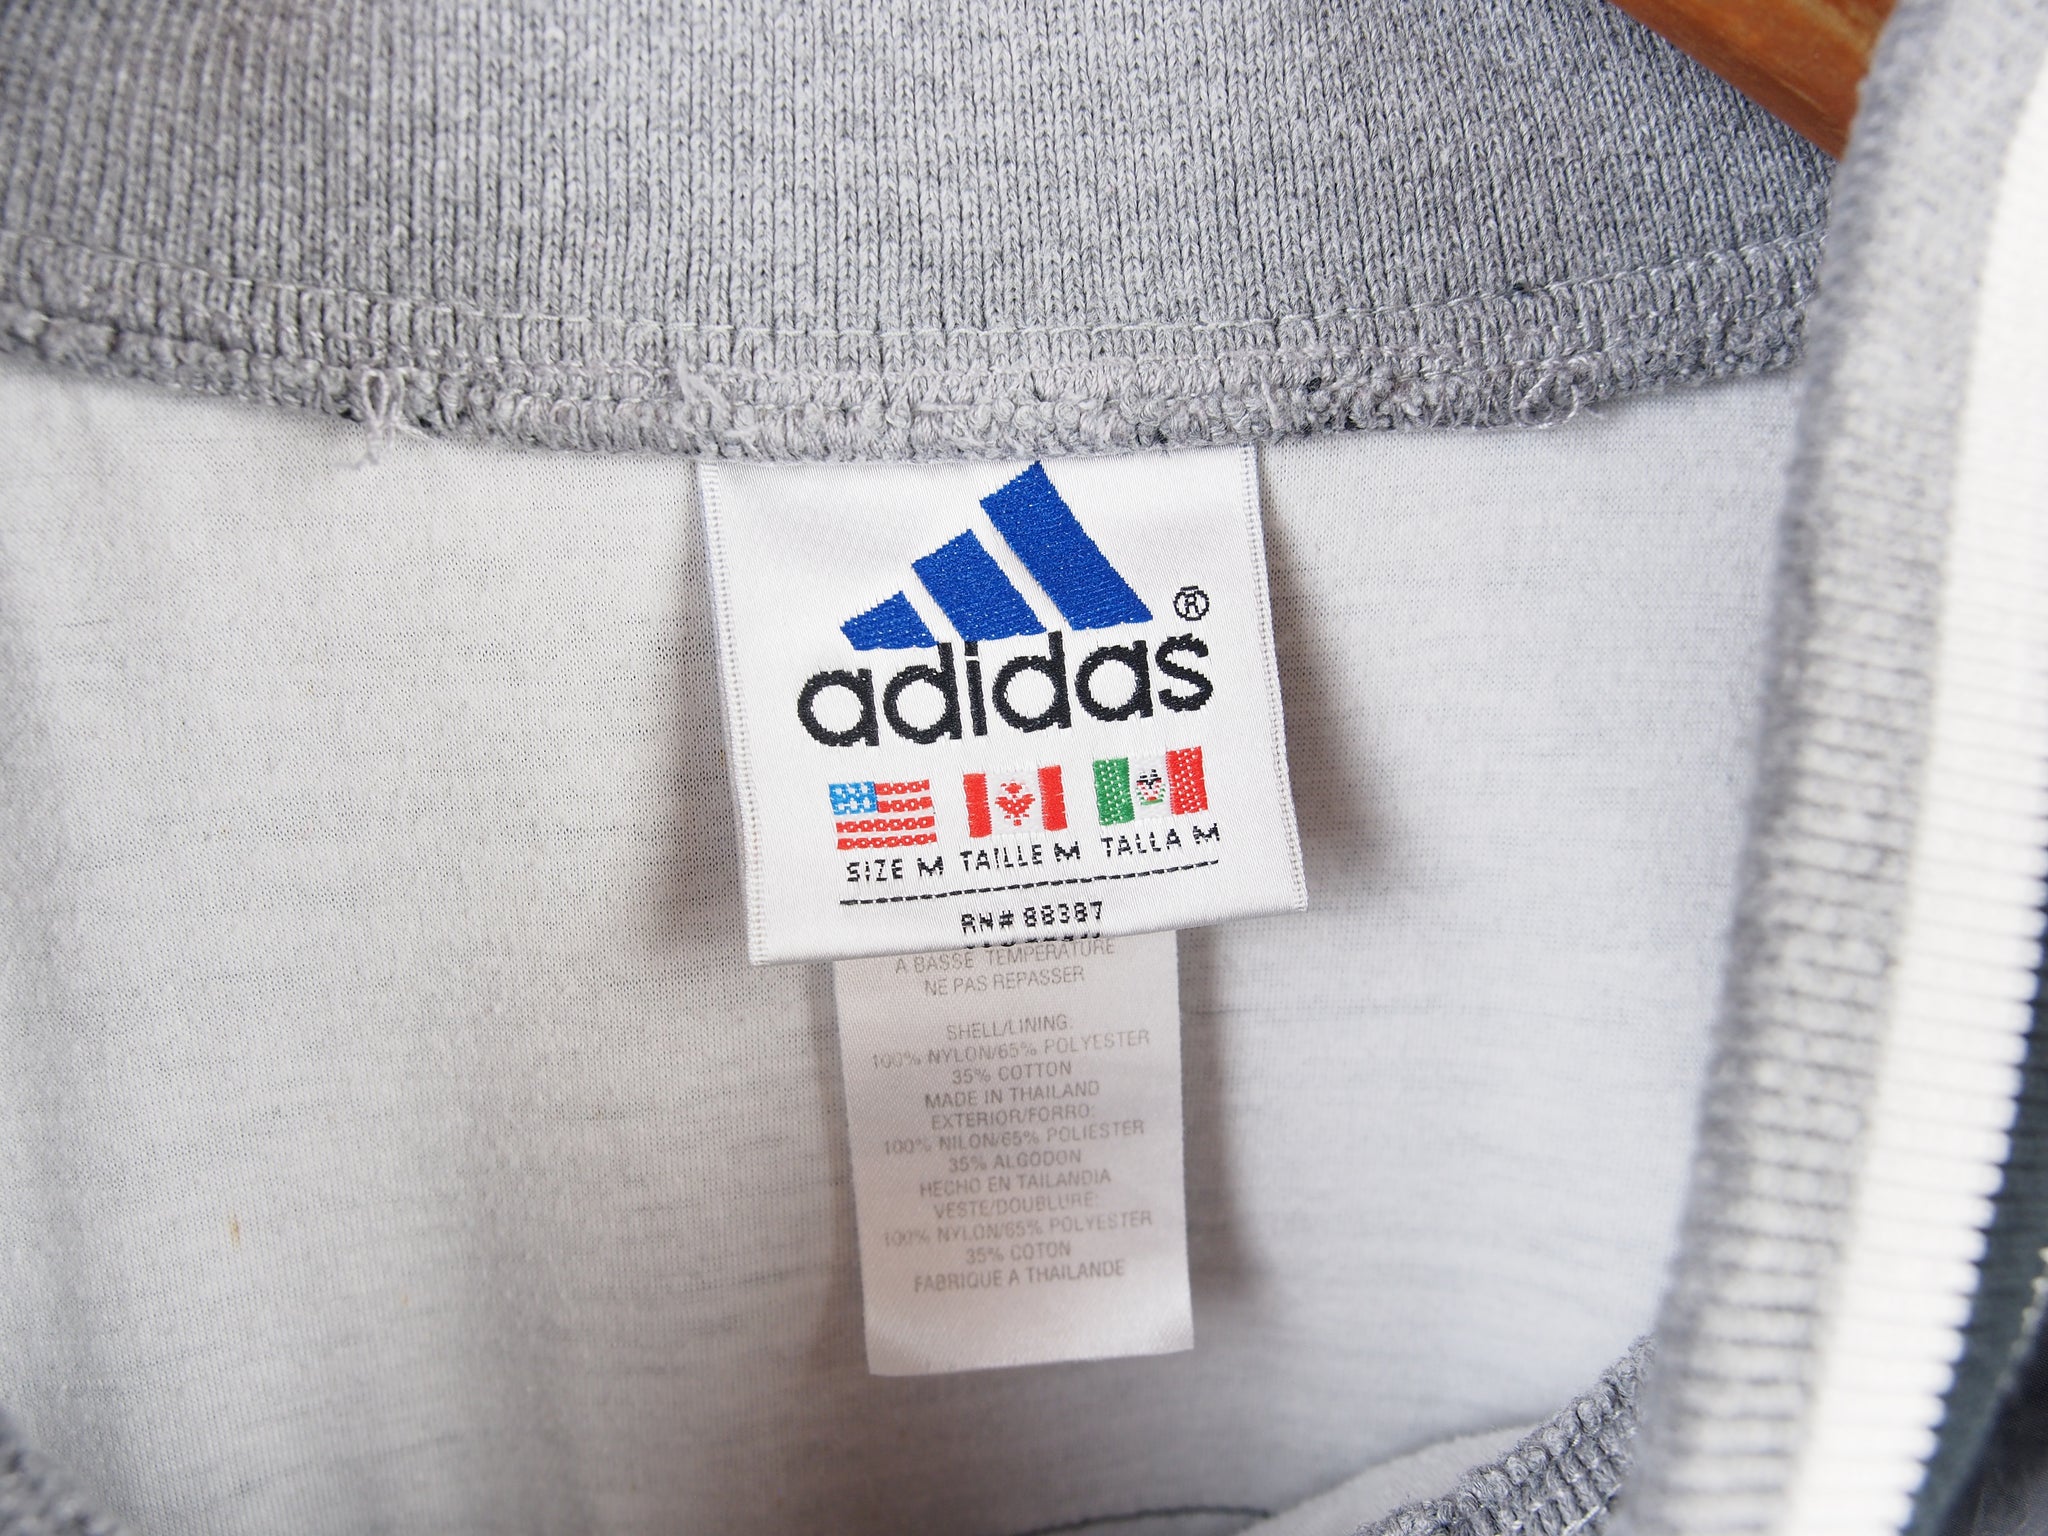 ®
adidas
SIZE M TAILLE M TALLA M
RN# 88387
A BASSE TEMPERATURE
NE PAS REPASSER
SHELL/LINING:
100% NYLON/65% POLYESTER
35% COTTON
MADE IN THAILAND
EXTERIOR/FORRO:
100% NILON/65% POLIESTER
35% ALGODON
HECHO EN TAILANDIA
VESTE/DOUBLURE:
100% NYLON/65% POLYESTER
35% COTON
FABRIQUE A THAILANDE